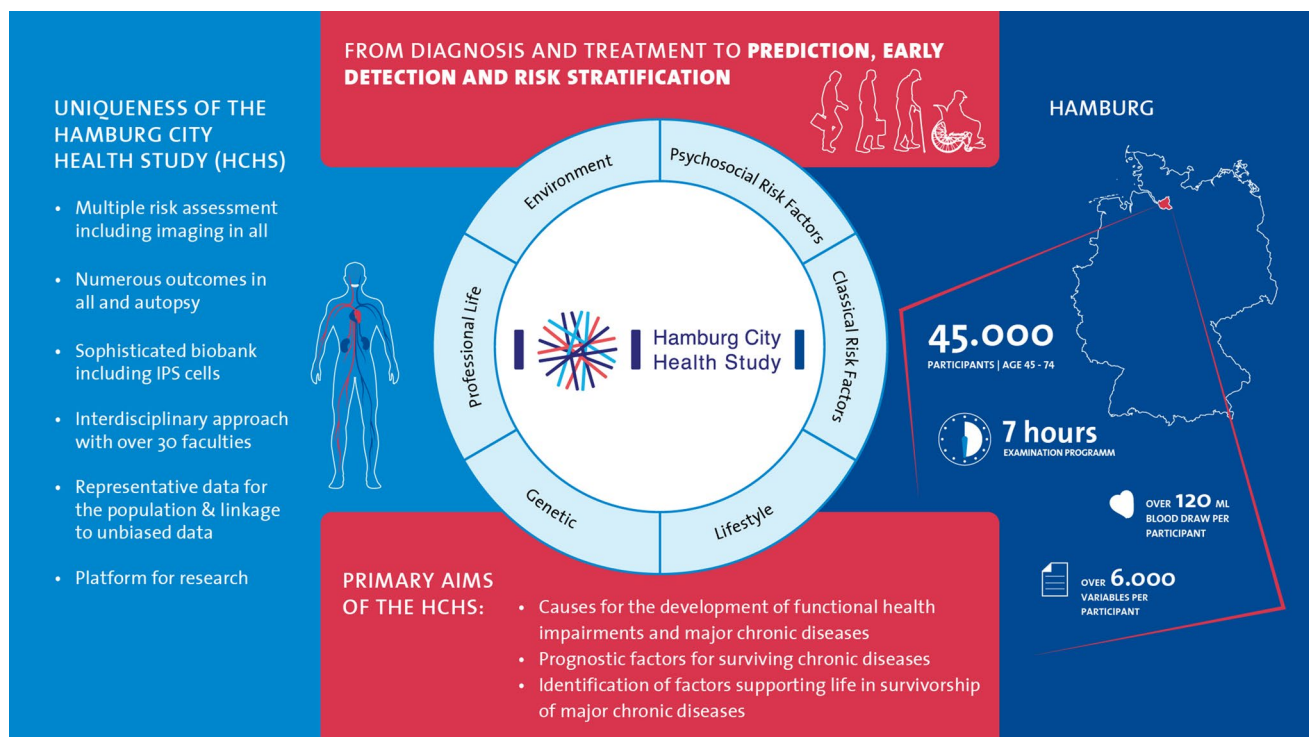 FROM DIAGNOSIS AND TREATMENT TO PREDICTION, EARLY
DETECTION AND RISK STRATIFICATION
UNIQUENESS OF THE
HAMBURG CITY
HEALTH STUDY (HCHS)
• Multiple risk assessment
including imaging in all
• Numerous outcomes in
all and autopsy
• Sophisticated biobank
including IPS cells
• Interdisciplinary approach
with over 30 faculties
• Representative data for
the population & linkage
to unbiased data
• Platform for research
Environment
Psychosocial Risk Factors
Classical Risk Factors
Lifestyle
Genetic
Professional Life
Hamburg City
Health Study
PRIMARY AIMS
OF THE HCHS:
• Causes for the development of functional health
impairments and major chronic diseases
• Prognostic factors for surviving chronic diseases
• Identification of factors supporting life in survivorship
of major chronic diseases
HAMBURG
45.000
PARTICIPANTS | AGE 45 - 74
7 hours
EXAMINATION PROGRAMM
OVER 120 ML
BLOOD DRAW PER
PARTICIPANT
OVER 6.000
VARIABLES PER
PARTICIPANT